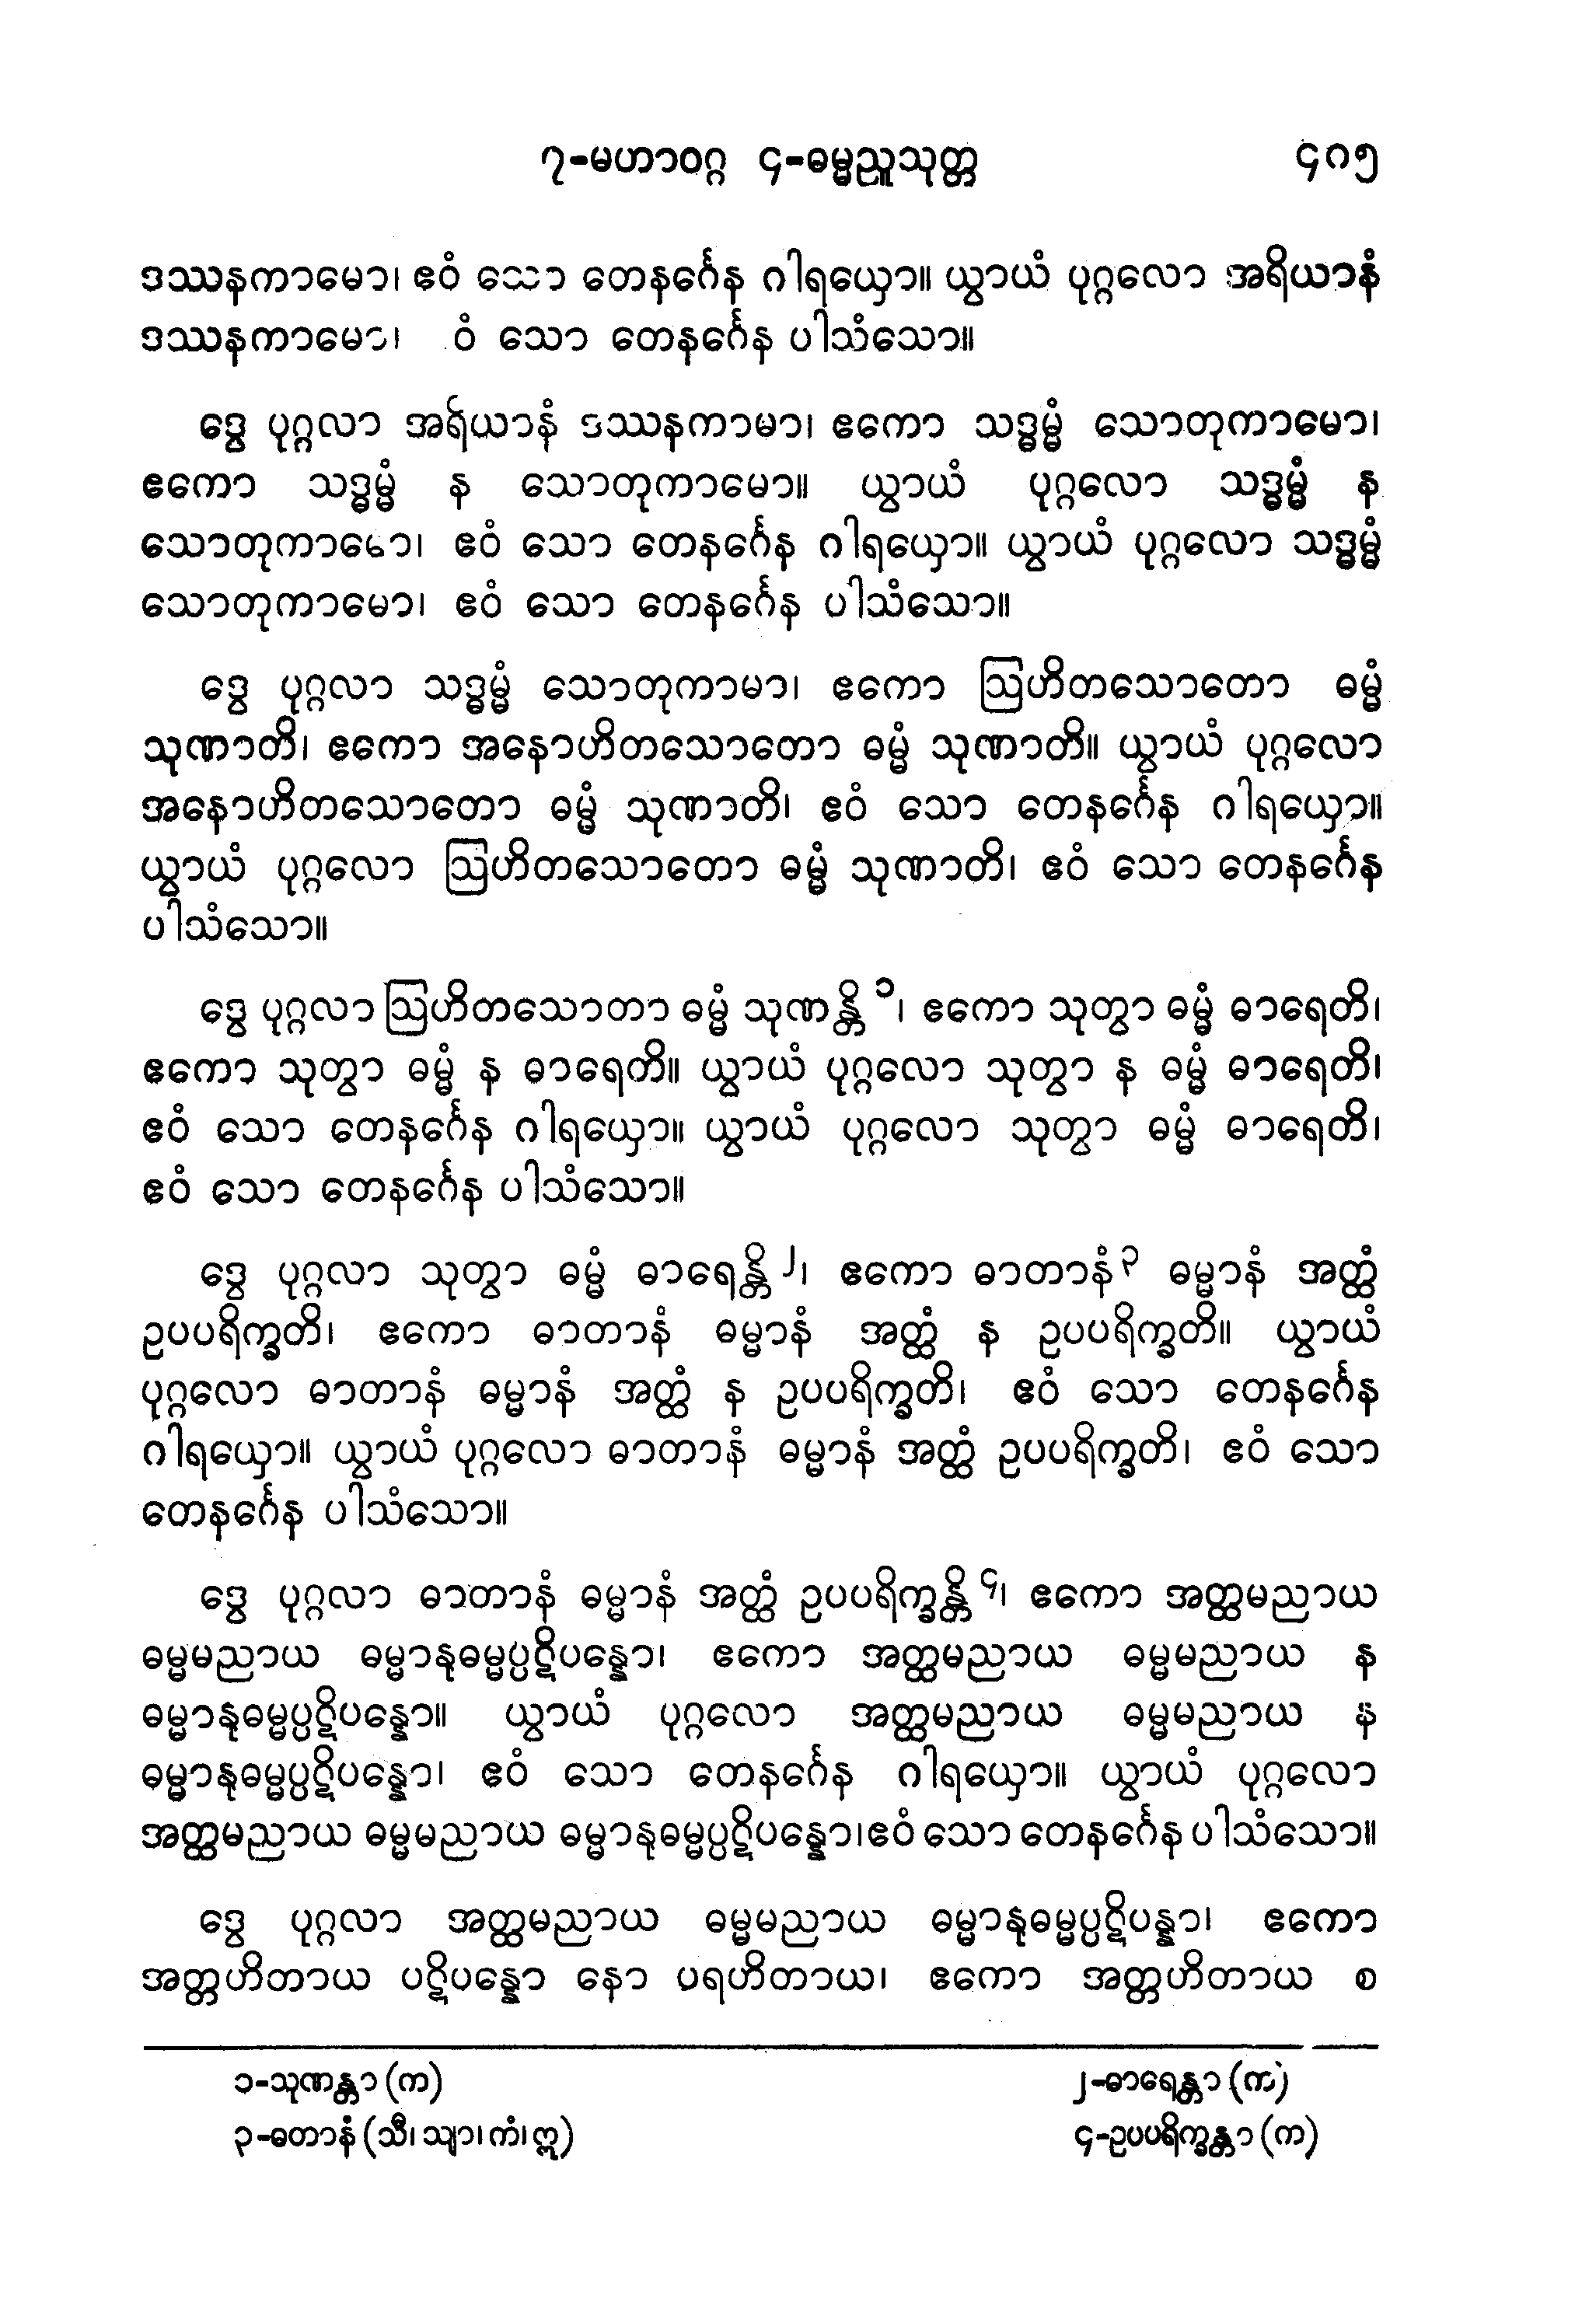 ၇-မဟာဝဂ္ဂ ၄-ဓမ္မညူသုတ္တ ၄၁၅
ဒဿနကာမော၊ ဧဝံ သော တေနင်္ဂေန ဂါရယှော။ ယွာယံ ပုဂ္ဂလော အရိယာနံ
ဒဿနကာမော၊ ဝံ သော တေနင်္ဂေန ပါသံသော။
ဒွေ ပုဂ္ဂလာ အရိယာနံ ဒဿနကာမာ၊ ဧကော သဒ္ဓမ္မံ သောတုကာမော၊
ဧကော သဒ္ဓမ္မံ န သောတုကာမော။ ယွာယံ ပုဂ္ဂလော သဒ္ဓမ္မံ န
သောတုကာမော၊ ဧဝံ သော တေနင်္ဂေန ဂါရယှော။ ယွာယံ ပုဂ္ဂလော သဒ္ဓမ္မံ
သောတုကာမော၊ ဧဝံ သော တေနင်္ဂေန ပါသံသော။
ဒွေ ပုဂ္ဂလာ သဒ္ဓမ္မံ သောတုကာမာ၊ ဧကော ဩဟိတသောတော ဓမ္မံ
သုဏာတိ၊ ဧကော အနောဟိတသောတော ဓမ္မံ သုဏာတိ။ ယွာယံ ပုဂ္ဂလော
အနောဟိတသောတော ဓမ္မံ သုဏာတိ၊ ဧဝံ သော တေနင်္ဂေန ဂါရယှော။
ယွာယံ ပုဂ္ဂလော ဩဟိတသောတော ဓမ္မံ သုဏာတိ၊ ဧဝံ သော တေနင်္ဂေန
ပါသံသော။
ဒွေ ပုဂ္ဂလာ ဩဟိတသောတာ ဓမ္မံ သုဏန္တိ ၁၊ ဧကော သုတွာ ဓမ္မံ ဓာရေတိ၊
ဧကော သုတွာ ဓမ္မံ န ဓာရေတိ။ ယွာယံ ပုဂ္ဂလော သုတွာ န ဓမ္မံ ဓာရေတိ၊
ဧဝံ သော တေနင်္ဂေန ဂါရယှော။ ယွာယံ ပုဂ္ဂလော သုတွာ ဓမ္မံ ဓာရေတိ၊
ဧဝံ သော တေနင်္ဂေန ပါသံသော။
ဒွေ ပုဂ္ဂလာ သုတွာ ဓမ္မံ ဓာရေန္တိ ၂၊ ဧကော ဓာတာနံ ၃ ဓမ္မာနံ အတ္ထံ
ဥပပရိက္ခတိ၊ ဧကော ဓာတာနံ ဓမ္မာနံ အတ္ထံ န ဥပပရိက္ခတိ။ ယွာယံ
ပုဂ္ဂလော ဓာတာနံ ဓမ္မာနံ အတ္ထံ န ဥပပရိက္ခတိ၊ ဧဝံ သော တေနင်္ဂေန
ဂါရယှော။ ယွာယံ ပုဂ္ဂလော ဓာတာနံ ဓမ္မာနံ အတ္ထံ ဥပပရိက္ခတိ၊ ဧဝံ သော
တေနင်္ဂေန ပါသံသော။
ဒွေ ပုဂ္ဂလာ ဓာတာနံ ဓမ္မာနံ အတ္ထံ ဥပပရိက္ခန္တိ ၄၊ ဧကော အတ္ထမညာယ
ဓမ္မမညာယ ဓမ္မာနုဓမ္မပ္ပဋိပန္နော၊ ဧကော အတ္ထမညာယ ဓမ္မမညာယ န
ဓမ္မာနုဓမ္မပ္ပဋိပန္နော။ ယွာယံ ပုဂ္ဂလော အတ္ထမညာယ ဓမ္မမညာယ န
ဓမ္မာနုဓမ္မပ္ပဋိပန္နော၊ ဧဝံ သော တေနင်္ဂေန ဂါရယှော။ ယွာယံ ပုဂ္ဂလော
အတ္ထမညာယ ဓမ္မမညာယ ဓမ္မာနုဓမ္မပ္ပဋိပန္နော၊ ဧဝံ သော တေနင်္ဂေန ပါသံသော။
ဒွေ ပုဂ္ဂလာ အတ္ထမညာယ ဓမ္မမညာယ ဓမ္မာနုဓမ္မပ္ပဋိပန္နာ၊ ဧကော
အတ္တဟိတာယ ပဋိပန္နော နော ပရဟိတာယ၊ ဧကော အတ္တဟိတာယ စ
၁-သုဏန္တာ (က) ၂-ဓာရေန္တာ (က)
၃-ဓတာနံ (သီ၊ သျာ၊ ကံ၊ ဣ) ၄-ဥပပရိက္ခန္တာ (က)